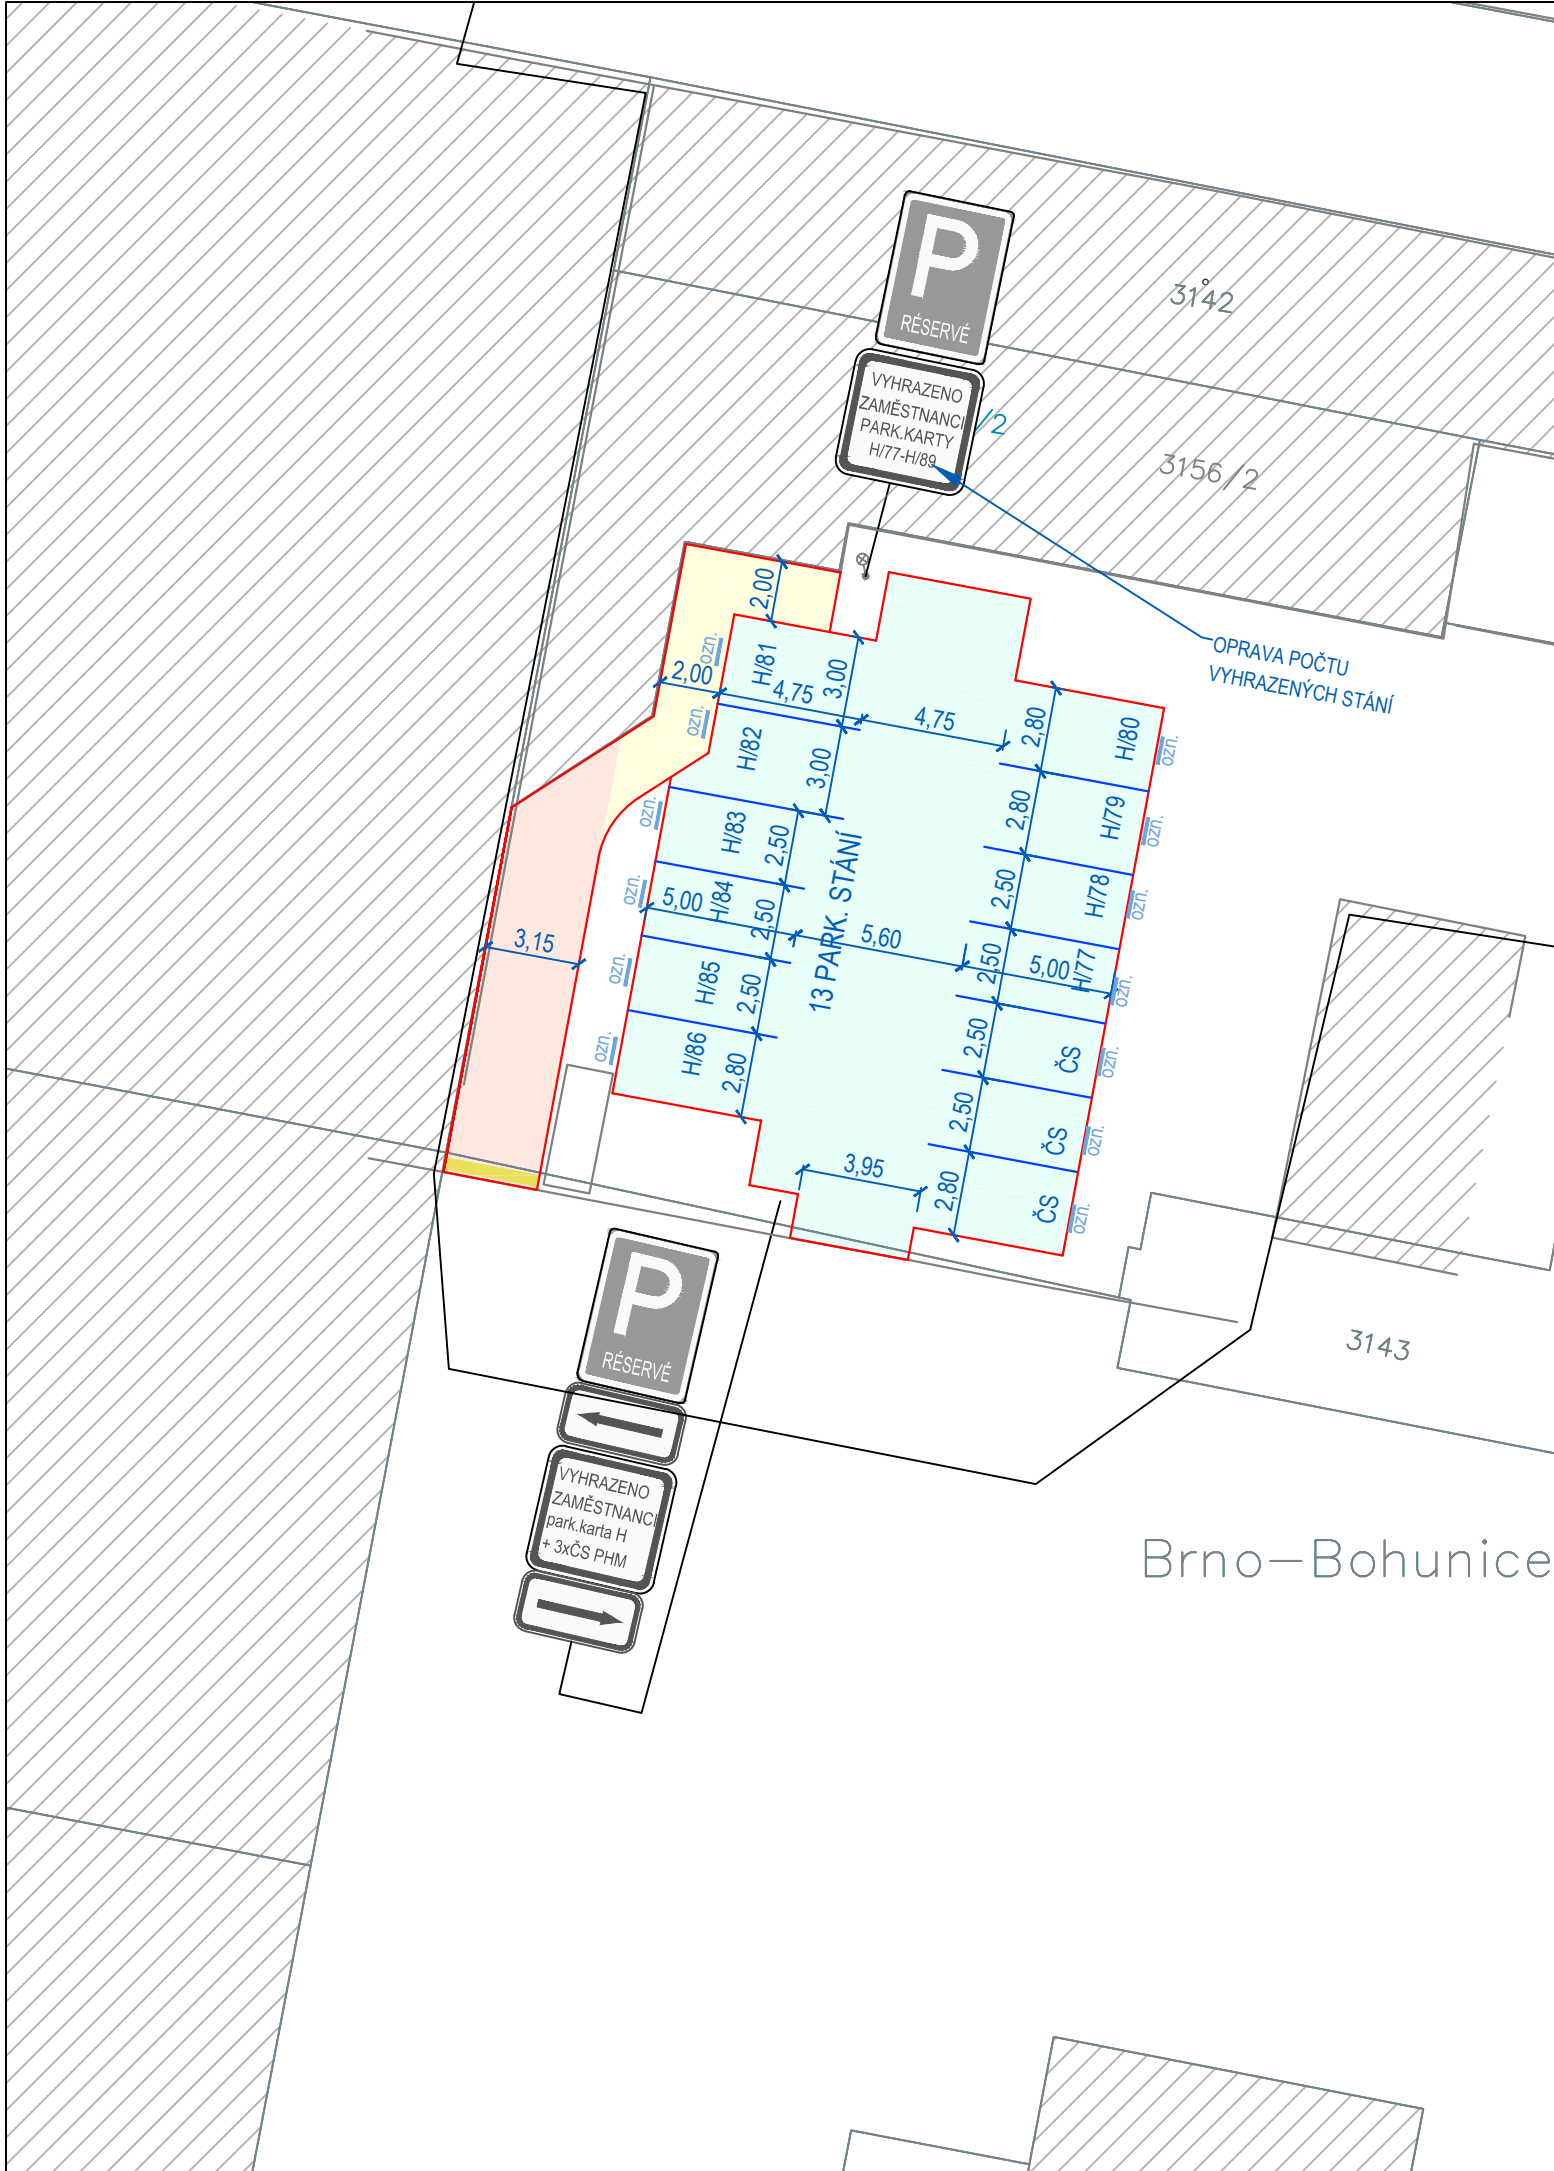 P
RÉSERVÉ
VYHRAZENO
ZAMĚSTNANCI
PARK.KARTY
H/77-H/89
/2
3142
3156/2
OPRAVA POČTU
VYHRAZENÝCH STÁNÍ
2,00
2,00
ozn.
H/81
3,00
4,75
4,75
ozn.
H/82
3,00
ozn.
H/83
2,50
ozn.
H/84
2,50
5,00
5,60
5,00
ozn.
H/85
2,50
ozn.
H/86
2,80
13 PARK. STÁNÍ
2,80
H/80
ozn.
2,80
H/79
ozn.
2,50
H/78
ozn.
2,50
H/77
ozn.
2,50
ČS
ozn.
2,50
ČS
ozn.
2,80
ČS
ozn.
3,15
3,95
P
RÉSERVÉ
VYHRAZENO
ZAMĚSTNANCI
park.karta H
+ 3xČS PHM
3143
Brno-Bohunice